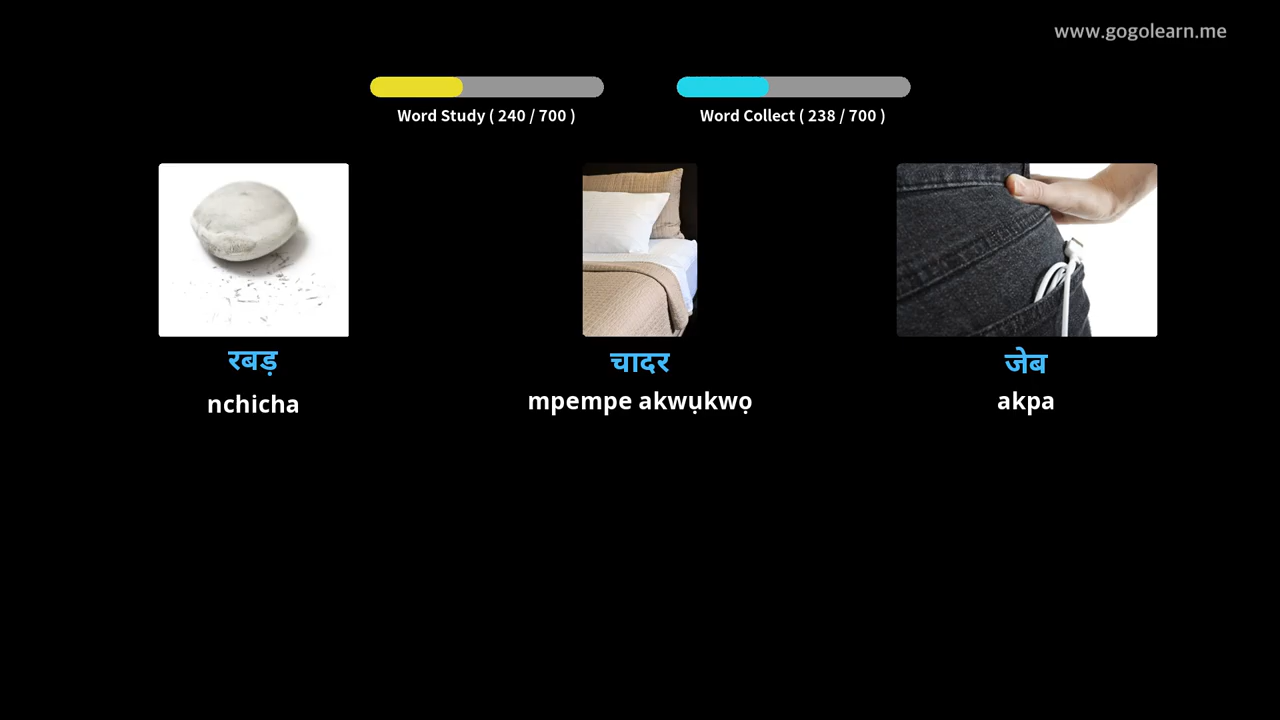 www.gogolearn.me
Word Study ( 240 / 700 )
Word Collect ( 238 / 700 )
रबड़
चादर
जेब
nchicha
mpempe akwụkwọ
akpa